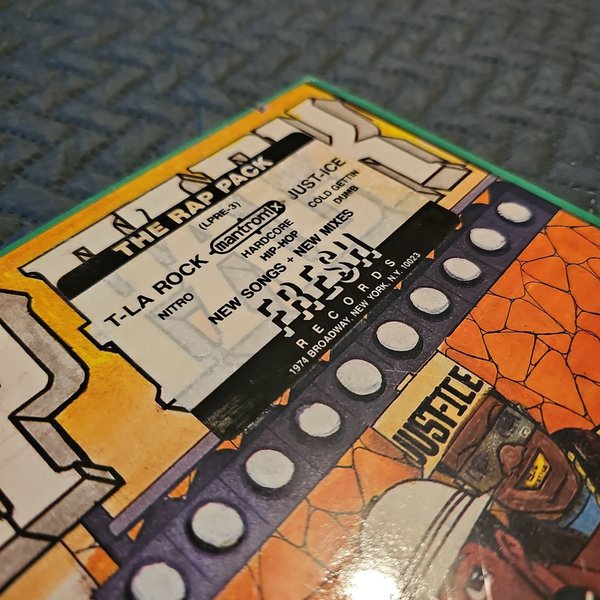 THE RAP PACK
(LPRE-3)
T-LA ROCK mantronix JUST-ICE
NITRO HARDCORE HIP-HOP COLD GETTIN DUMB
NEW SONGS + NEW MIXES
FRESH
RECORDS
1974 BROADWAY, NEW YORK, N.Y. 10023
JUST-ICE